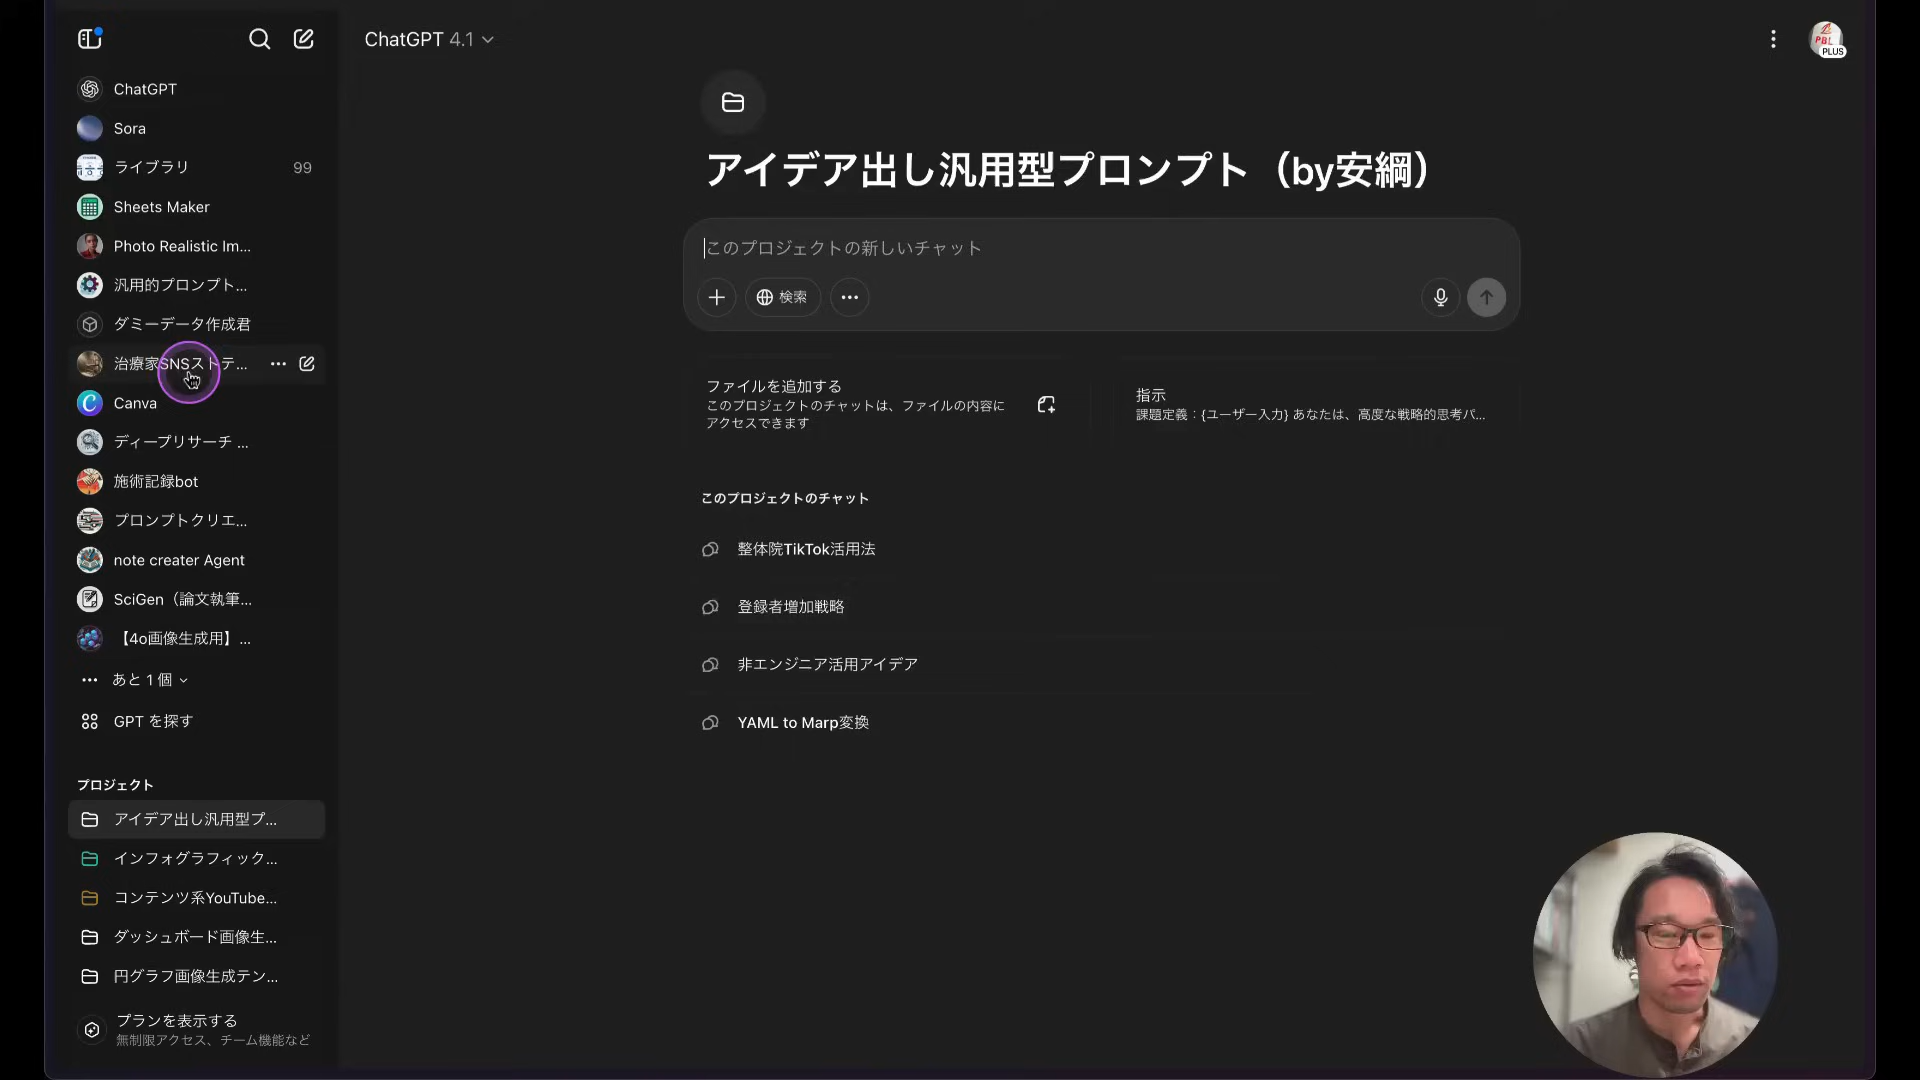 ChatGPT
Sora
ライブラリ 99
Sheets Maker
Photo Realistic Im...
汎用的プロンプト...
ダミーデータ作成君
治療家SNSストテ...
Canva
ディープリサーチ ...
施術記録bot
プロンプトクリエ...
note creater Agent
SciGen（論文執筆...
【4o画像生成用】...
あと 1 個
GPT を探す
プロジェクト
アイデア出し汎用型プ...
インフォグラフィック...
コンテンツ系YouTube...
ダッシュボード画像生...
円グラフ画像生成テン...
プランを表示する
無制限アクセス、チーム機能など
ChatGPT 4.1
PBL
PLUS
アイデア出し汎用型プロンプト（by安綱）
このプロジェクトの新しいチャット
検索
ファイルを追加する
このプロジェクトのチャットは、ファイルの内容に
アクセスできます
指示
課題定義：{ユーザー入力} あなたは、高度な戦略的思考パ...
このプロジェクトのチャット
整体院TikTok活用法
登録者増加戦略
非エンジニア活用アイデア
YAML to Marp変換